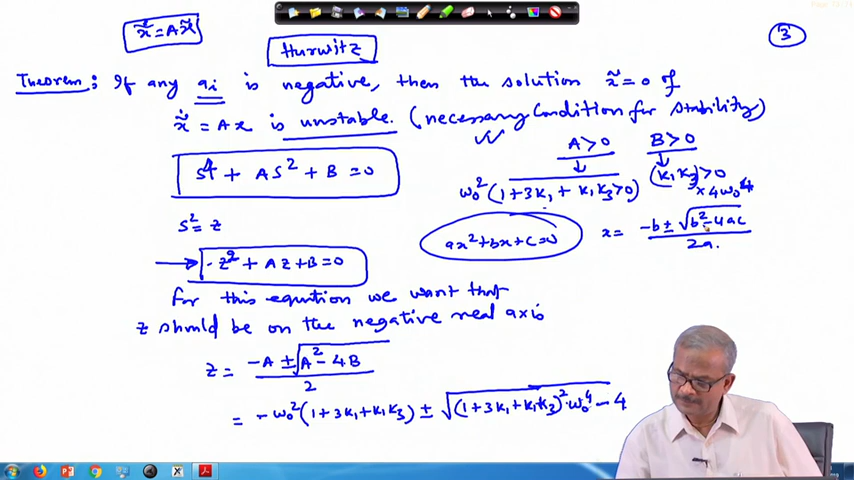 ẋ̃ = Ax̃
Hurwitz
3
Theorem: If any aᵢ is negative, then the solution x̃ = 0 of
ẋ̃ = Ax is unstable. (necessary Condition for stability)
S⁴ + AS² + B = 0
A > 0 B > 0
ω₀²(1+3k₁ + k₁k₃ > 0) (k₁k₃) > 0
× 4ω₀⁴
S² = z
ax² + bx + c = 0 x = (-b ± √(b² - 4ac)) / 2a.
→ z² + Az + B = 0
for this equtiion we want that
z should be on the negative real axis
z = (-A ± √(A² - 4B)) / 2
= -ω₀²(1+3k₁+k₁k₃) ± √((1+3k₁+k₁k₃)²·ω₀⁴ - 4